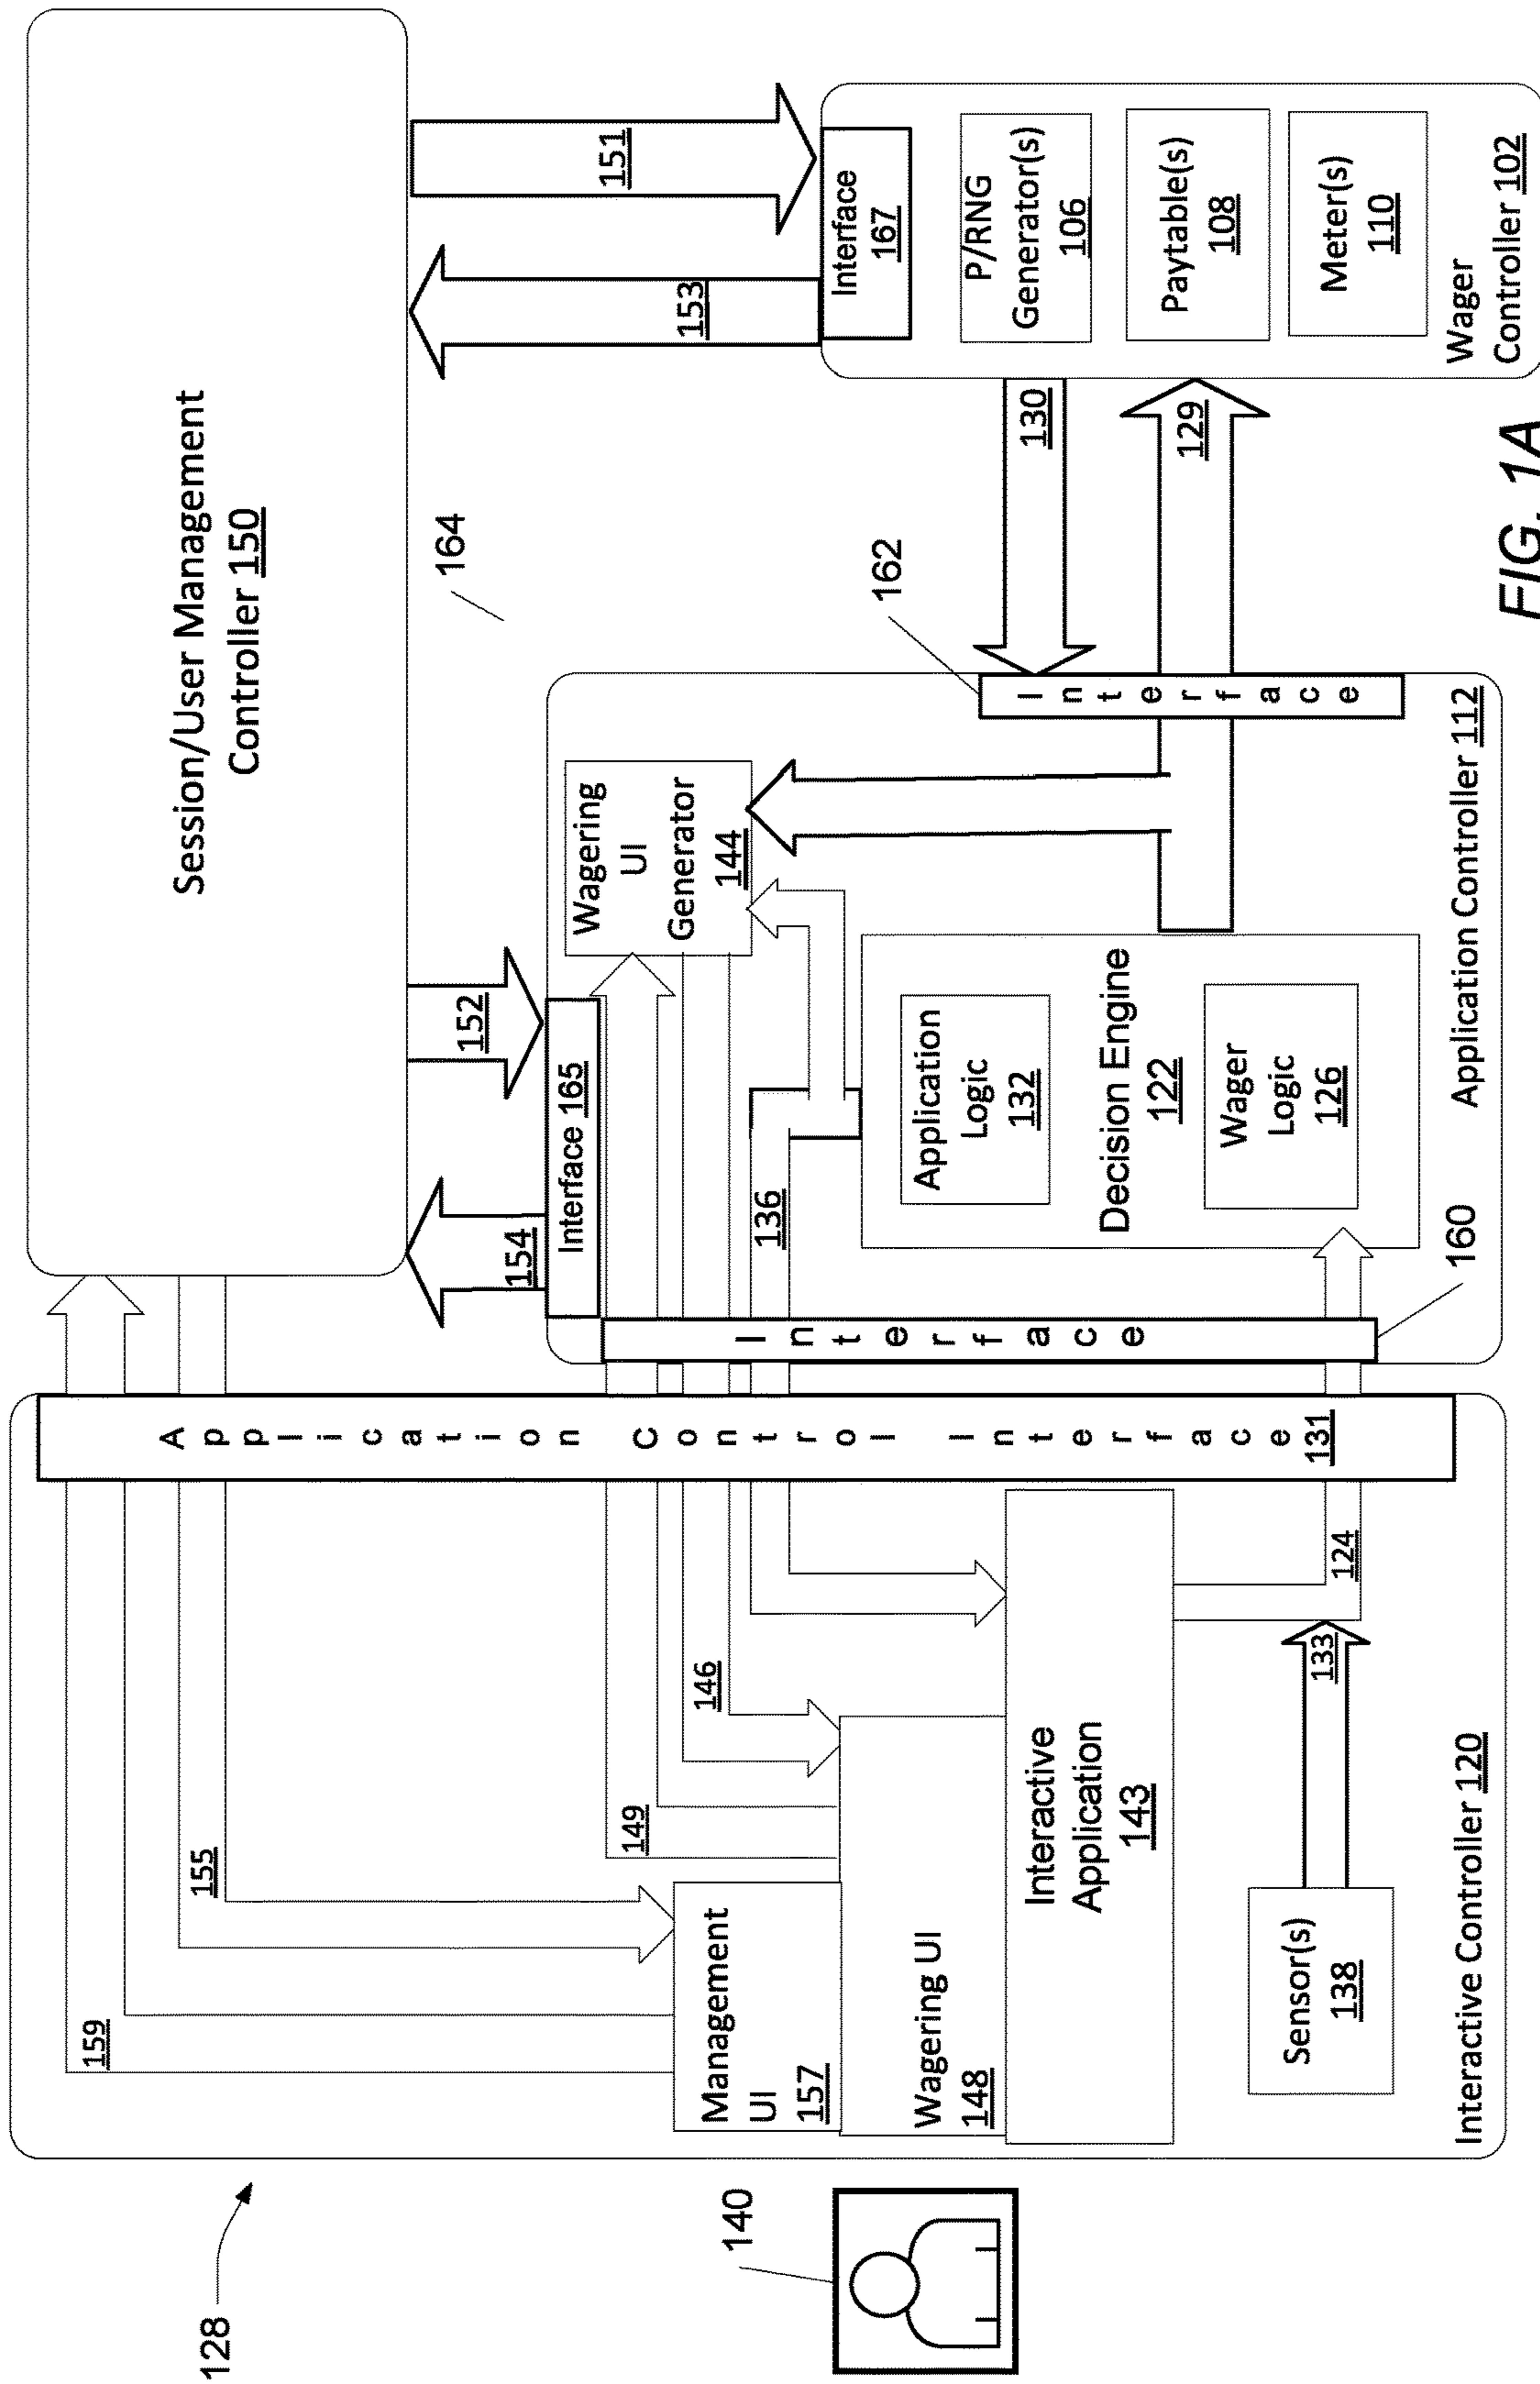 128
140
159
155
149
146
Management
UI
157
Wagering UI
148
Interactive
Application
143
Sensor(s)
138
133
124
Interactive Controller 120
Application Control Interface 131
Session/User Management
Controller 150
154
152
164
153
151
Interface 165
Interface
160
136
Wagering
UI
Generator
144
Application
Logic
132
Decision Engine
122
Wager
Logic
126
Application Controller 112
Interface
162
130
129
Interface
167
P/RNG
Generator(s)
106
Paytable(s)
108
Meter(s)
110
Wager
Controller 102
FIG. 1A